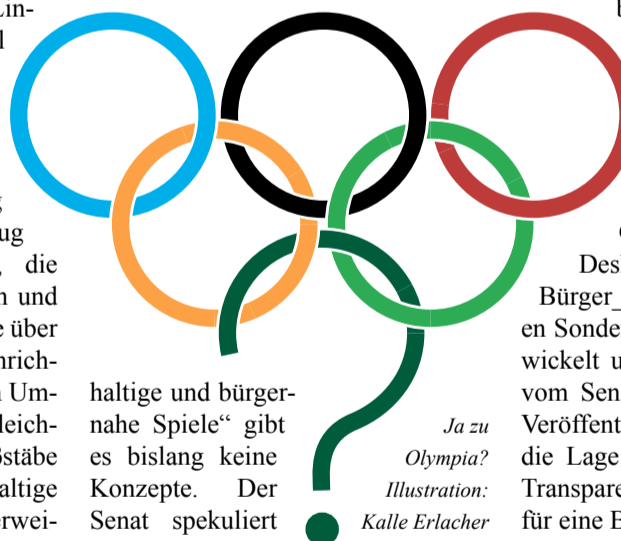 Lin-
l
g
ug
, die
n und
e über
nrich-
n Um-
leich-
stäbe
altige
erwei-
haltige und bürger-
nahe Spiele“ gibt
es bislang keine
Konzepte. Der
Senat spekuliert
Ja zu
Olympia?
Illustration:
Kalle Erlacher
Des
Bürger_
en Sonde
wickelt u
vom Sen
Veröffent
die Lage
Transpare
für eine B